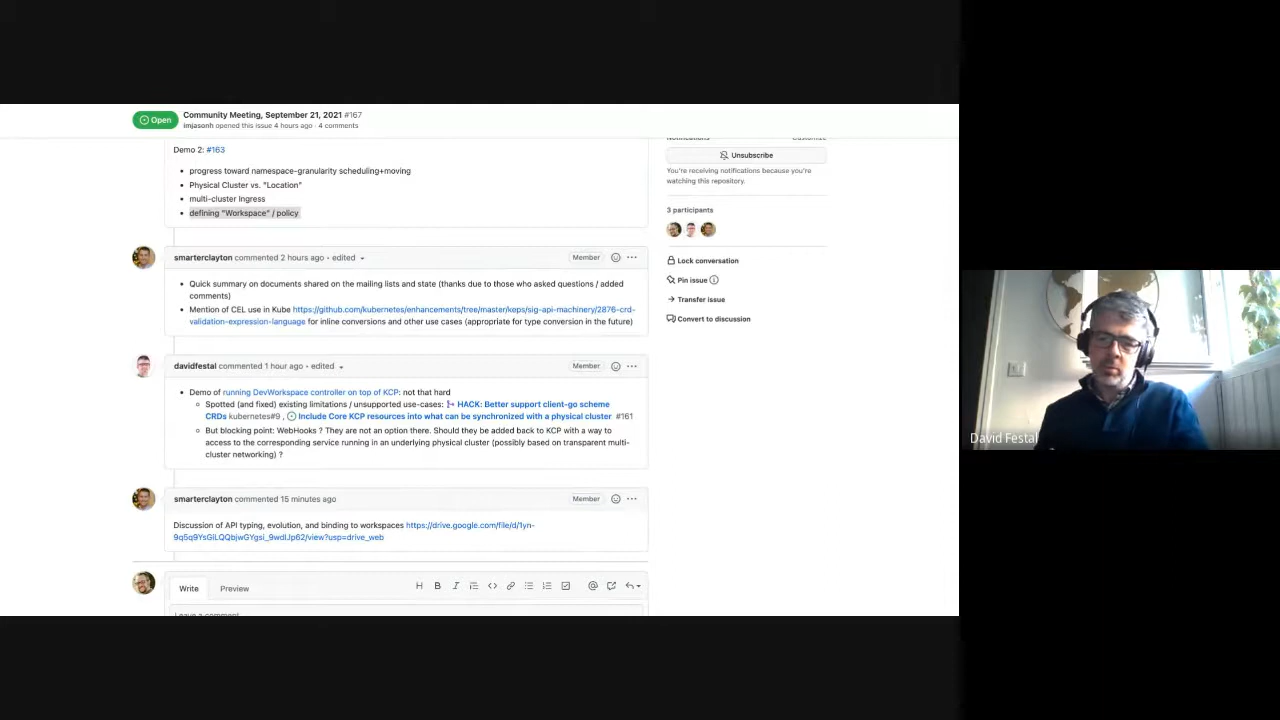 Open
Community Meeting, September 21, 2021 #167
imjasonh opened this issue 4 hours ago · 4 comments
Demo 2: #163
• progress toward namespace-granularity scheduling+moving
• Physical Cluster vs. "Location"
• multi-cluster Ingress
• defining "Workspace" / policy
smarterclayton commented 2 hours ago • edited
Member
• Quick summary on documents shared on the mailing lists and state (thanks due to those who asked questions / added
comments)
• Mention of CEL use in Kube https://github.com/kubernetes/enhancements/tree/master/keps/sig-api-machinery/2876-crd-
validation-expression-language for inline conversions and other use cases (appropriate for type conversion in the future)
davidfestal commented 1 hour ago • edited
Member
• Demo of running DevWorkspace controller on top of KCP: not that hard
Spotted (and fixed) existing limitations / unsupported use-cases: HACK: Better support client-go scheme
CRDs kubernetes#9 , Include Core KCP resources into what can be synchronized with a physical cluster #161
But blocking point: WebHooks ? They are not an option there. Should they be added back to KCP with a way to
access to the corresponding service running in an underlying physical cluster (possibly based on transparent multi-
cluster networking) ?
smarterclayton commented 15 minutes ago
Member
Discussion of API typing, evolution, and binding to workspaces https://drive.google.com/file/d/1yn-
Write
Preview
Notifications
Customize
Unsubscribe
You're receiving notifications because you're
watching this repository.
3 participants
Lock conversation
Pin issue
Transfer issue
Convert to discussion
David Festal